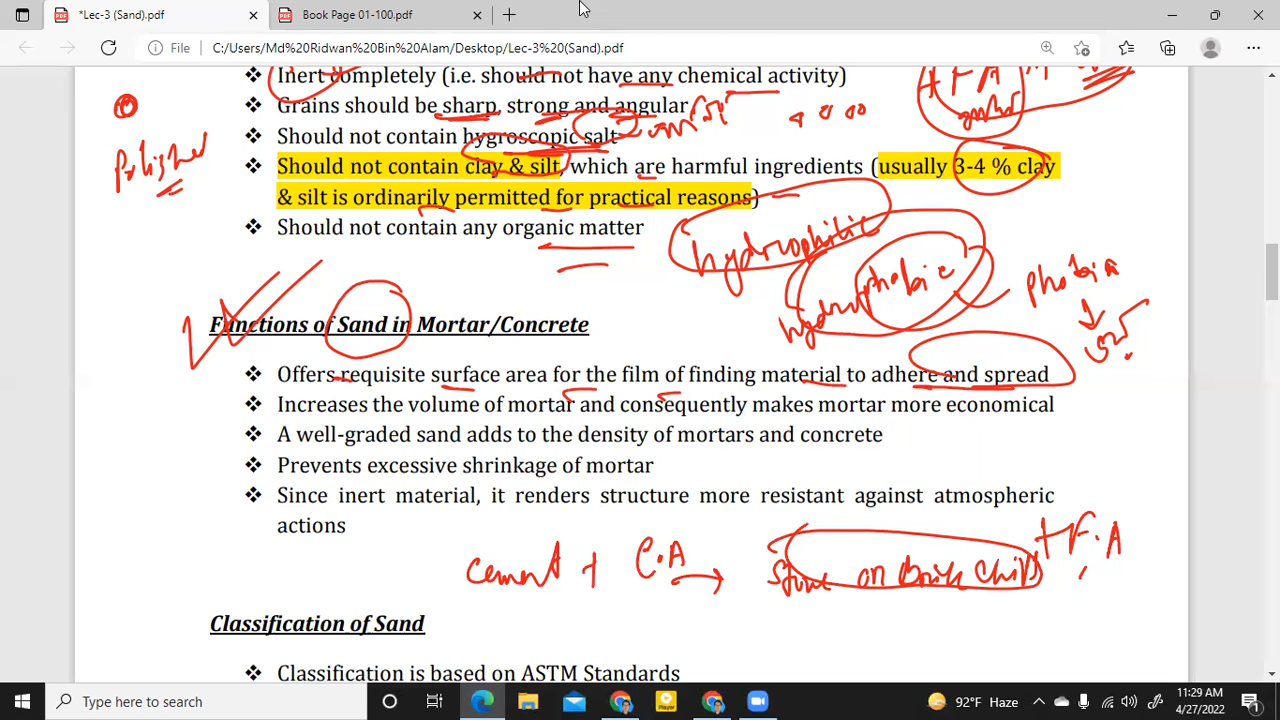 *Lec-3 (Sand).pdf
Book Page 01-100.pdf
File C:/Users/Md%20Ridwan%20Bin%20Alam/Desktop/Lec-3%20(Sand).pdf
❖ Inert completely (i.e. should not have any chemical activity)
+ F A
❖ Grains should be sharp, strong and angular
❖ Should not contain hygroscopic salt
Polished
❖ Should not contain clay & silt, which are harmful ingredients (usually 3-4 % clay
& silt is ordinarily permitted for practical reasons)
❖ Should not contain any organic matter
hydrophilic
hydrophobic
phobia
Functions of Sand in Mortar/Concrete
❖ Offers requisite surface area for the film of finding material to adhere and spread
❖ Increases the volume of mortar and consequently makes mortar more economical
❖ A well-graded sand adds to the density of mortars and concrete
❖ Prevents excessive shrinkage of mortar
❖ Since inert material, it renders structure more resistant against atmospheric
actions
cement + C.A → Stone or Brick Chips + F.A
Classification of Sand
❖ Classification is based on ASTM Standards
Type here to search
92°F Haze
11:29 AM
4/27/2022